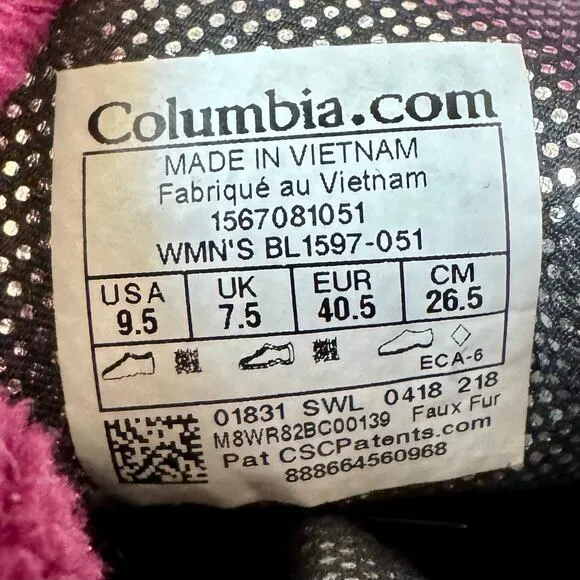 Columbia.com
MADE IN VIETNAM
Fabriqué au Vietnam
1567081051
WMN'S BL1597-051
USA UK EUR CM
9.5 7.5 40.5 26.5
ECA-6
01831 SWL 0418 218
M8WR82BC00139 Faux Fur
Pat CSCPatents.com
888664560968